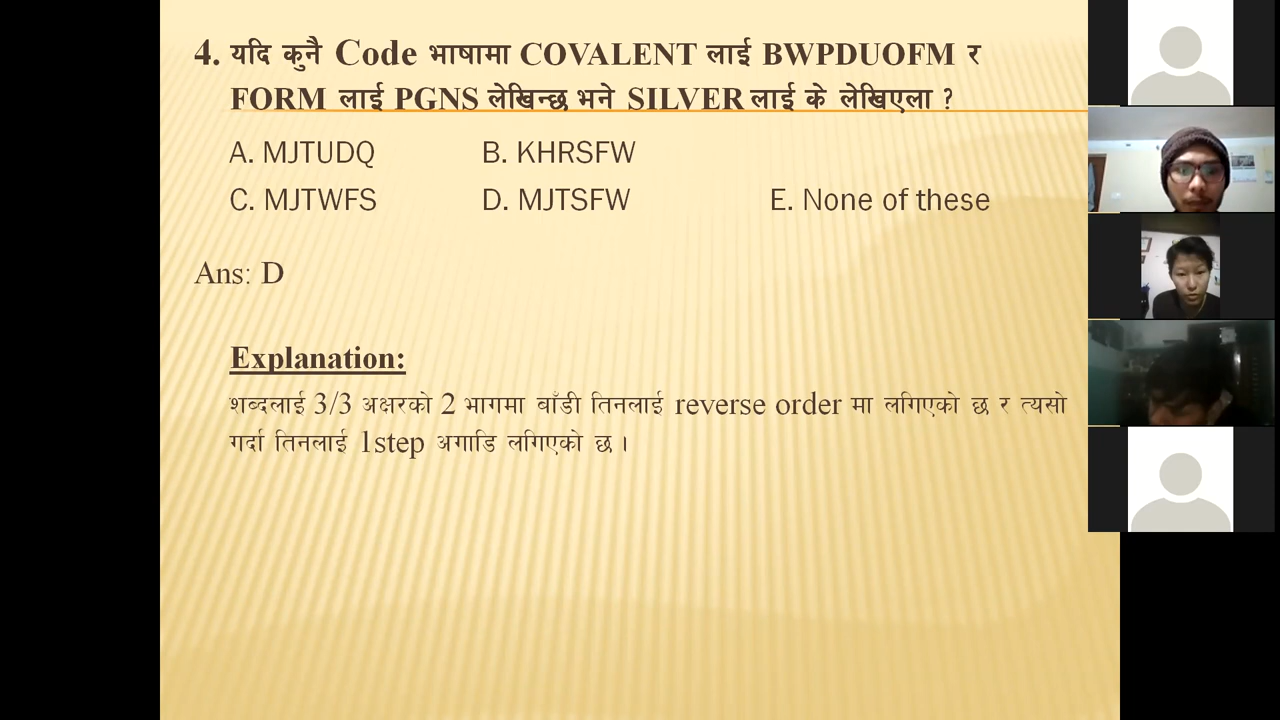 4. यदि कुनै Code भाषामा COVALENT लाई BWPDUOFM र
FORM लाई PGNS लेखिन्छ भने SILVER लाई के लेखिएला ?
A. MJTUDQ B. KHRSFW
C. MJTWFS D. MJTSFW E. None of these
Ans: D
Explanation:
शब्दलाई 3/3 अक्षरको 2 भागमा बाँडी तिनलाई reverse order मा लगिएको छ र त्यसो
गर्दा तिनलाई 1step अगाडि लगिएको छ ।